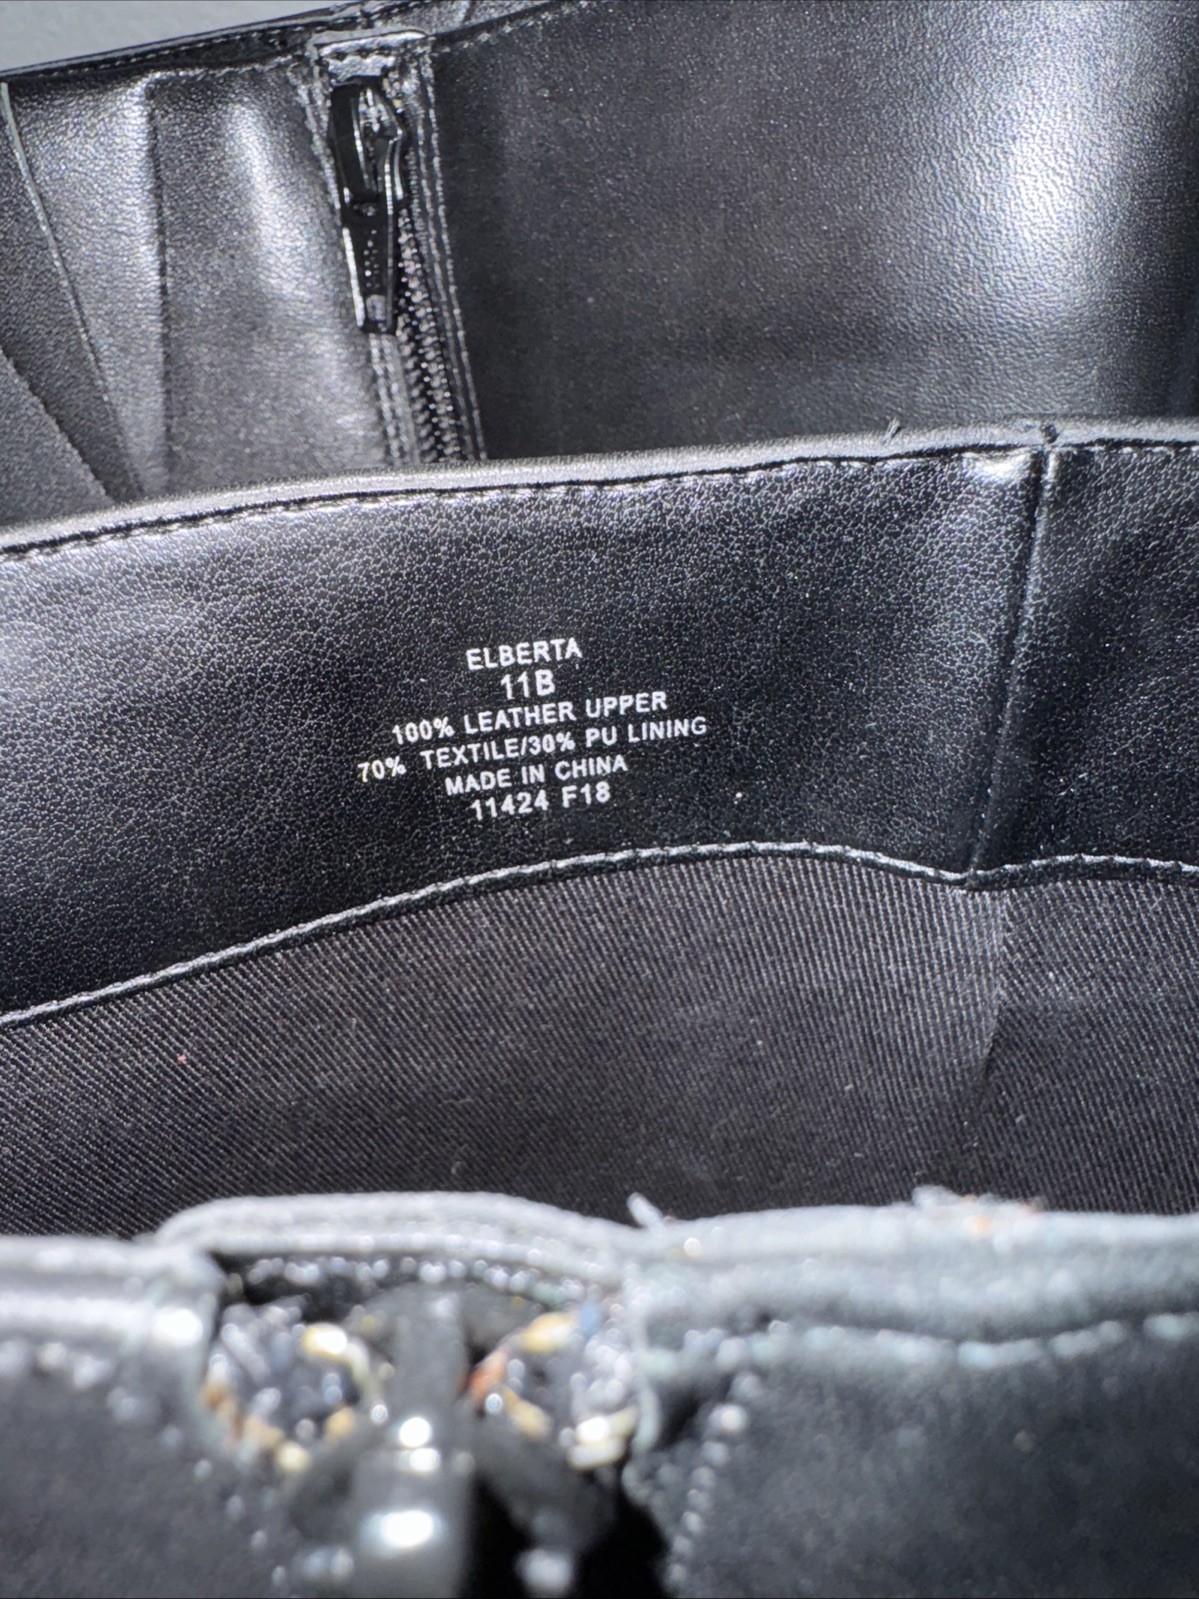 ELBERTA
11B
100% LEATHER UPPER
70% TEXTILE/30% PU LINING
MADE IN CHINA
11424 F18